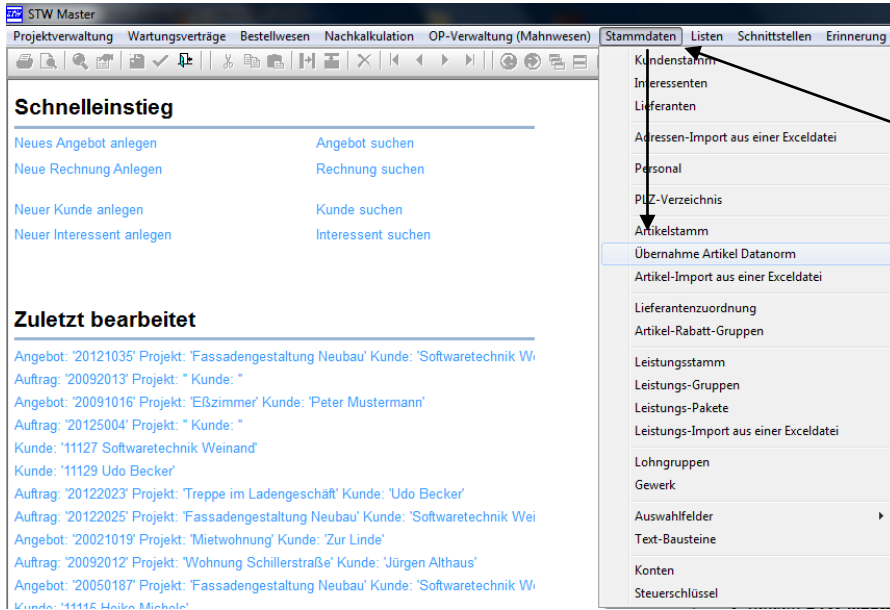 STW Master
Projektverwaltung Wartungsverträge Bestellwesen Nachkalkulation OP-Verwaltung (Mahnwesen) Stammdaten Listen Schnittstellen Erinnerung
Schnelleinstieg
Neues Angebot anlegen Angebot suchen
Neue Rechnung Anlegen Rechnung suchen
Neuer Kunde anlegen Kunde suchen
Neuer Interessent anlegen Interessent suchen
Zuletzt bearbeitet
Angebot: '20121035' Projekt: 'Fassadengestaltung Neubau' Kunde: 'Softwaretechnik
Auftrag: '20092013' Projekt: '' Kunde: ''
Angebot: '20091016' Projekt: 'Eßzimmer' Kunde: 'Peter Mustermann'
Auftrag: '20125004' Projekt: '' Kunde: ''
Kunde: '11127 Softwaretechnik Weinand'
Kunde: '11129 Udo Becker'
Auftrag: '20122023' Projekt: 'Treppe im Ladengeschäft' Kunde: 'Udo Becker'
Auftrag: '20122025' Projekt: 'Fassadengestaltung Neubau' Kunde: 'Softwaretechnik Wei
Angebot: '20021019' Projekt: 'Mietwohnung' Kunde: 'Zur Linde'
Auftrag: '20092012' Projekt: 'Wohnung Schillerstraße' Kunde: 'Jürgen Althaus'
Angebot: '20050187' Projekt: 'Fassadengestaltung Neubau' Kunde: 'Softwaretechnik
Kunde: '11115 Heike Michels'
Kundenstamm
Interessenten
Lieferanten
Adressen-Import aus einer Exceldatei
Personal
PLZ-Verzeichnis
Artikelstamm
Übernahme Artikel Datanorm
Artikel-Import aus einer Exceldatei
Lieferantenzuordnung
Artikel-Rabatt-Gruppen
Leistungsstamm
Leistungs-Gruppen
Leistungs-Pakete
Leistungs-Import aus einer Exceldatei
Lohngruppen
Gewerk
Auswahlfelder
Text-Bausteine
Konten
Steuerschlüssel